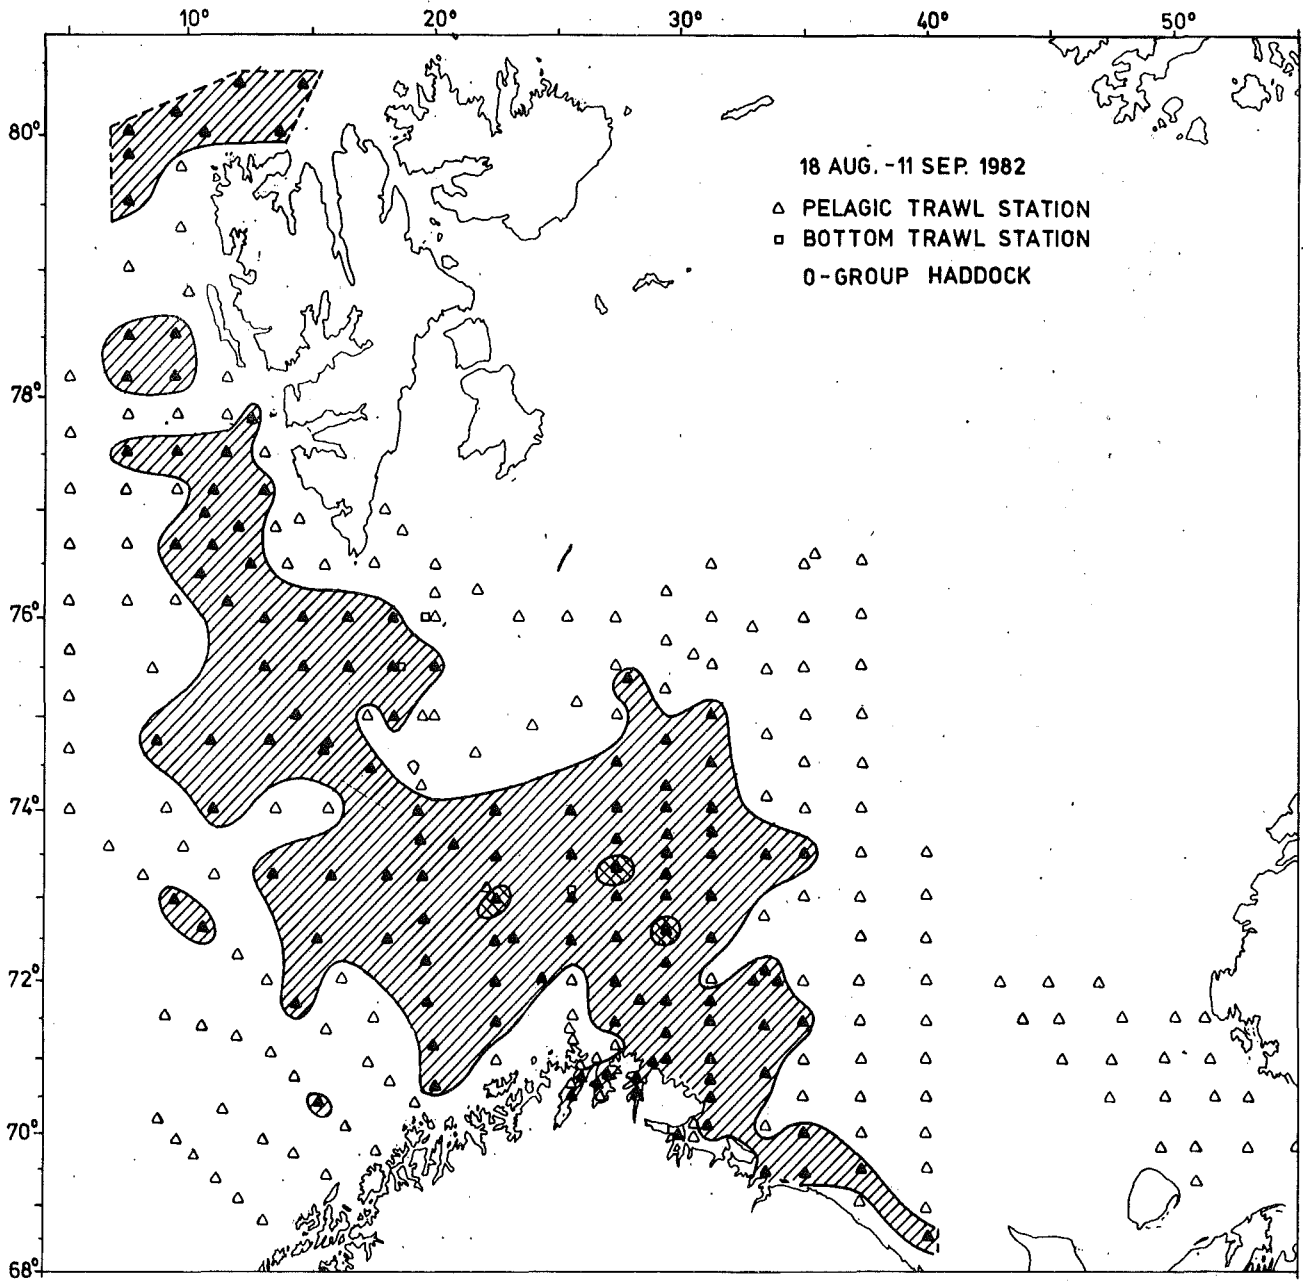 10° 20° 30° 40° 50°
80°
18 AUG. - 11 SEP. 1982
△ PELAGIC TRAWL STATION
□ BOTTOM TRAWL STATION
0-GROUP HADDOCK
78°
76°
74°
72°
70°
68°